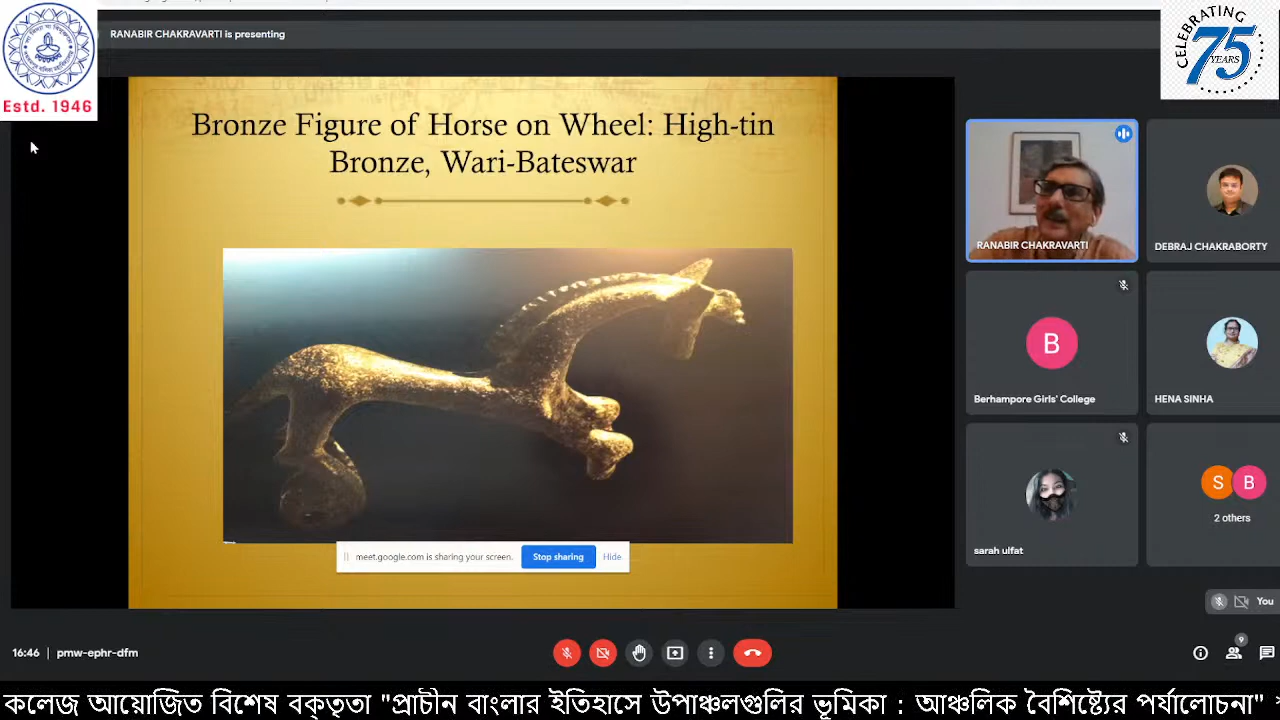 RANABIR CHAKRAVARTI is presenting
Estd. 1946
CELEBRATING
75
YEARS
Bronze Figure of Horse on Wheel: High-tin
Bronze, Wari-Bateswar
RANABIR CHAKRAVARTI
DEBRAJ CHAKRABORTY
B
Berhampore Girls' College
HENA SINHA
sarah ulfat
S
B
2 others
meet.google.com is sharing your screen.
Stop sharing
Hide
You
16:46 | pmw-ephr-dfm
9
কলেজ আয়োজিত বিশেষ বক্তৃতা "প্রাচীন বাংলার ইতিহাসে উপাঞ্চলগুলির ভূমিকা : আঞ্চলিক বৈশিষ্ট্যের পর্যালোচনা"